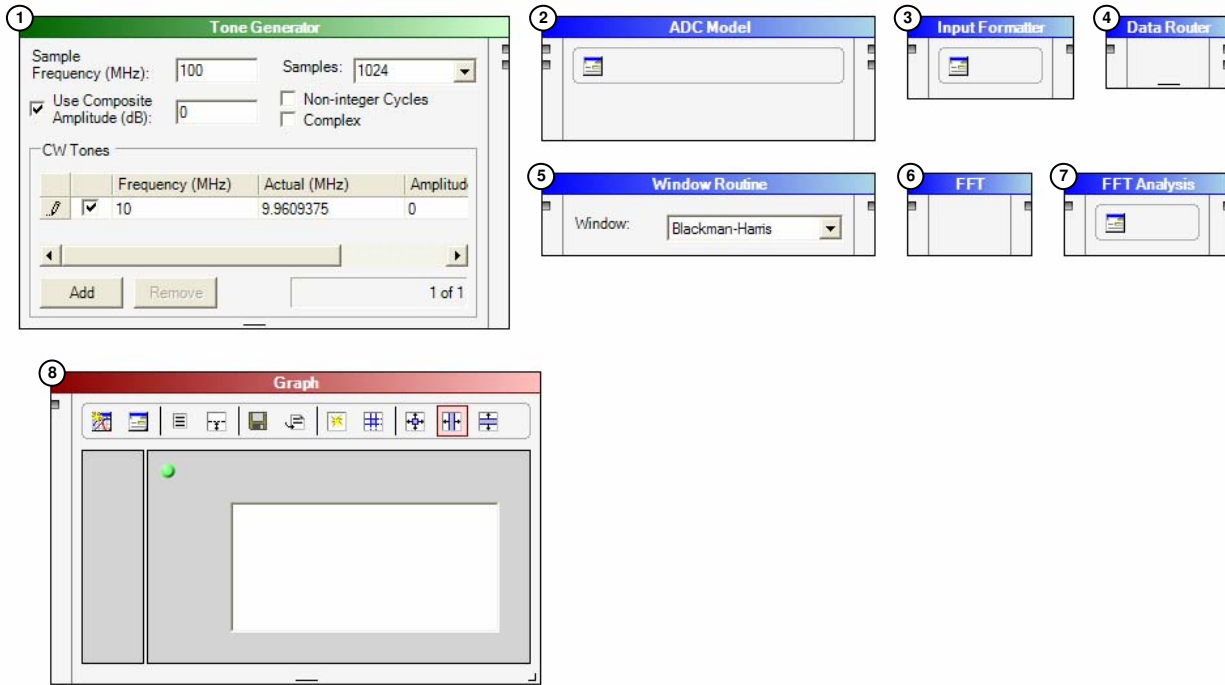 1
Tone Generator
Sample
Frequency (MHz):
100
Samples:
1024
Use Composite
Amplitude (dB):
0
Non-integer Cycles
Complex
CW Tones
Frequency (MHz)
Actual (MHz)
Amplitud
10
9.9609375
0
Add
Remove
1 of 1
2
ADC Model
3
Input Formatter
4
Data Router
5
Window Routine
Window:
Blackman-Harris
6
FFT
7
FFT Analysis
8
Graph